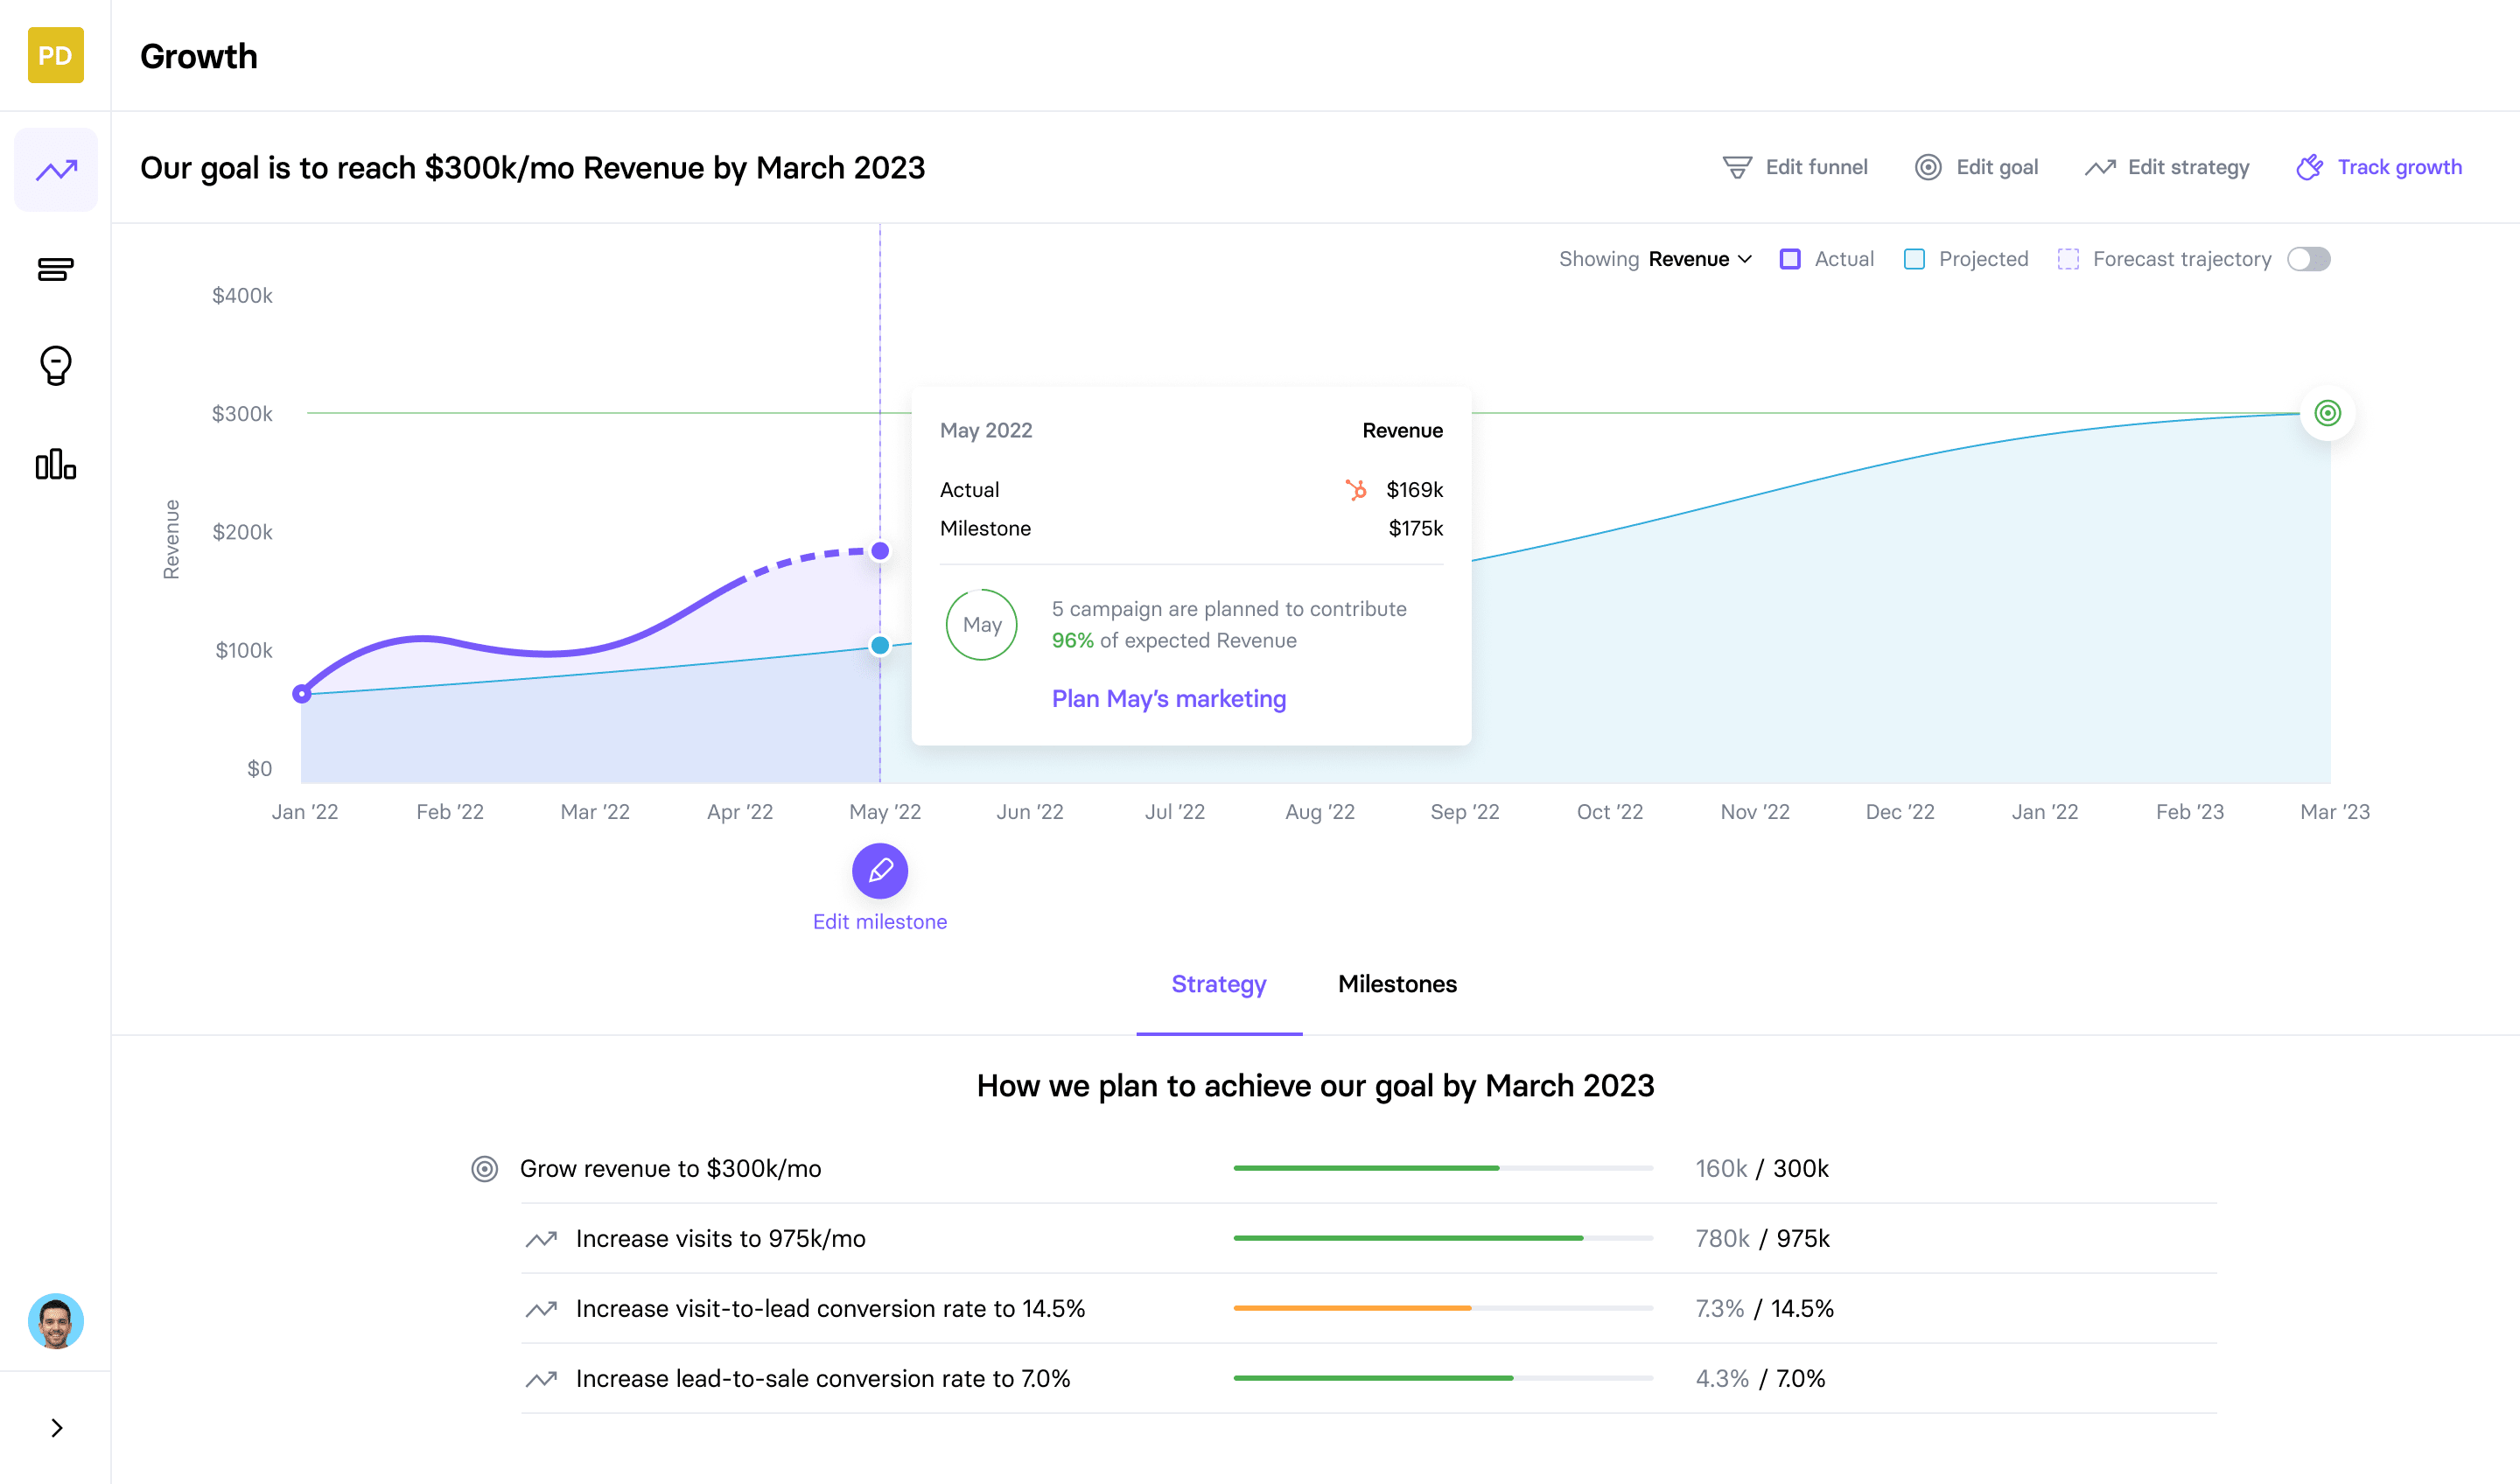 PD
Growth
Our goal is to reach $300k/mo Revenue by March 2023
Edit funnel
Edit goal
Edit strategy
Track growth
Showing Revenue
Actual
Projected
Forecast trajectory
$400k
$300k
$200k
$100k
$0
Revenue
May 2022 Revenue
Actual $169k
Milestone $175k
May
5 campaign are planned to contribute
96% of expected Revenue
Plan May’s marketing
Jan ’22 Feb ’22 Mar ’22 Apr ’22 May ’22 Jun ’22 Jul ’22 Aug ’22 Sep ’22 Oct ’22 Nov ’22 Dec ’22 Jan ’22 Feb ’23 Mar ’23
Edit milestone
Strategy
Milestones
How we plan to achieve our goal by March 2023
Grow revenue to $300k/mo 160k / 300k
Increase visits to 975k/mo 780k / 975k
Increase visit-to-lead conversion rate to 14.5% 7.3% / 14.5%
Increase lead-to-sale conversion rate to 7.0% 4.3% / 7.0%